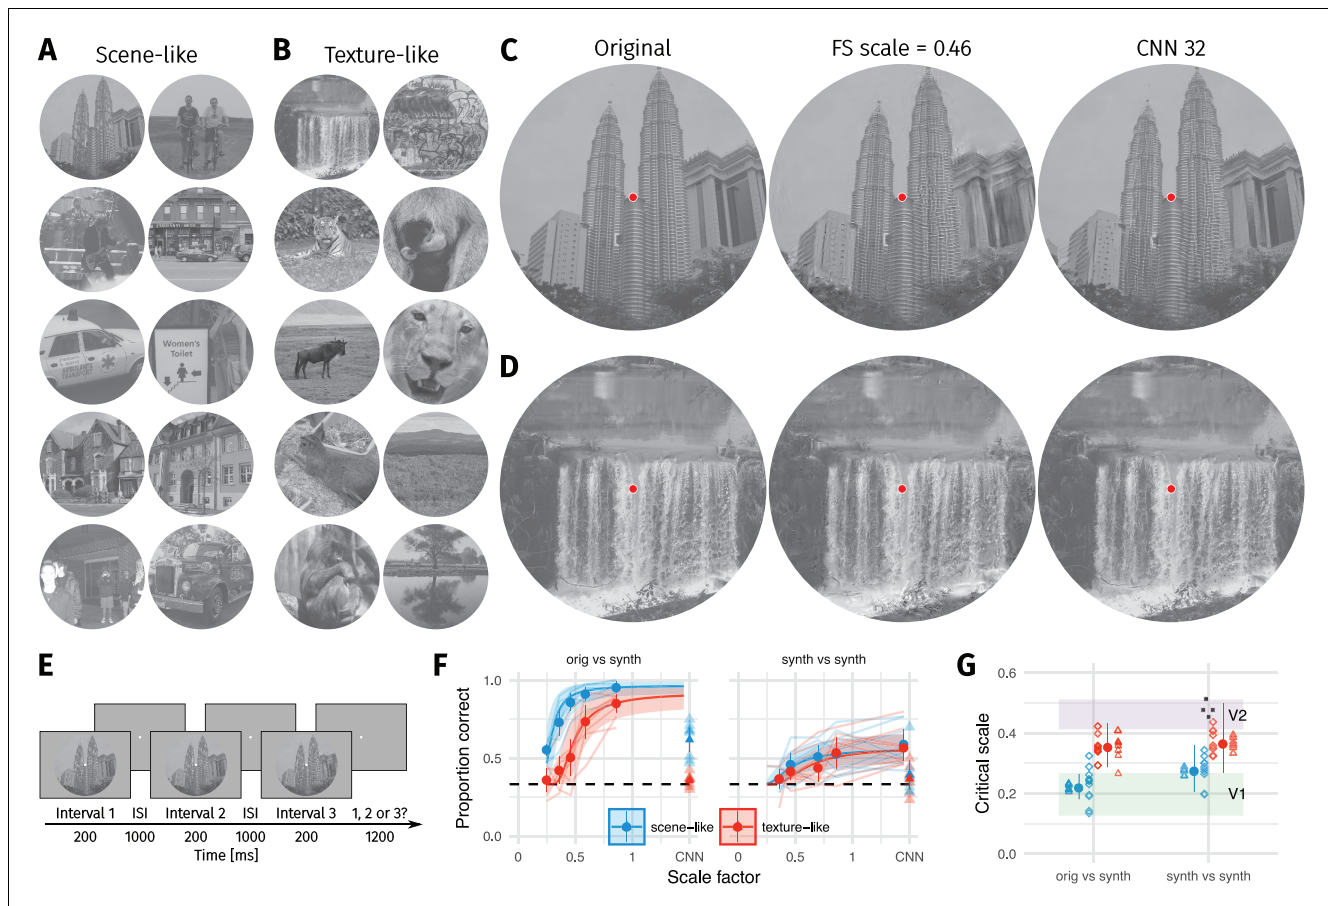 A
Scene-like
B
Texture-like
C
Original
FS scale = 0.46
CNN 32
Women's
Toilet
AMBULANCE
TRANSPORT
D
E
Interval 1
ISI
Interval 2
ISI
Interval 3
1, 2 or 3?
200
1000
200
1000
200
1200
Time [ms]
F
orig vs synth
synth vs synth
Proportion correct
1.0
0.5
0.0
scene-like
texture-like
0
0.5
1
CNN
0
0.5
1
CNN
Scale factor
G
Critical scale
0.6
0.4
0.2
0.0
V2
V1
orig vs synth
synth vs synth